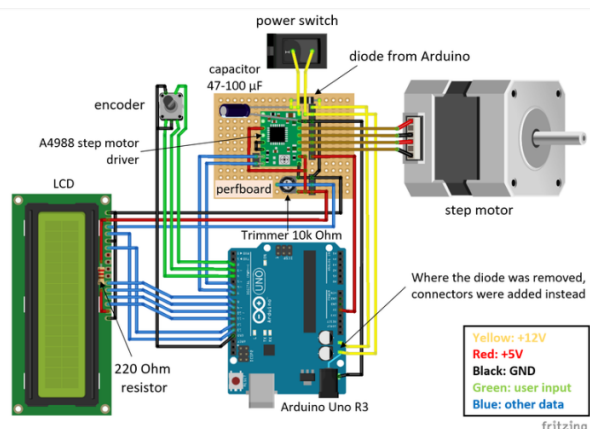 power switch
diode from Arduino
capacitor
47-100 µF
encoder
A4988 step motor
driver
LCD
perfboard
step motor
Trimmer 10k Ohm
Where the diode was removed,
connectors were added instead
UNO
220 Ohm
resistor
Arduino Uno R3
Yellow: +12V
Red: +5V
Black: GND
Green: user input
Blue: other data
fritzing